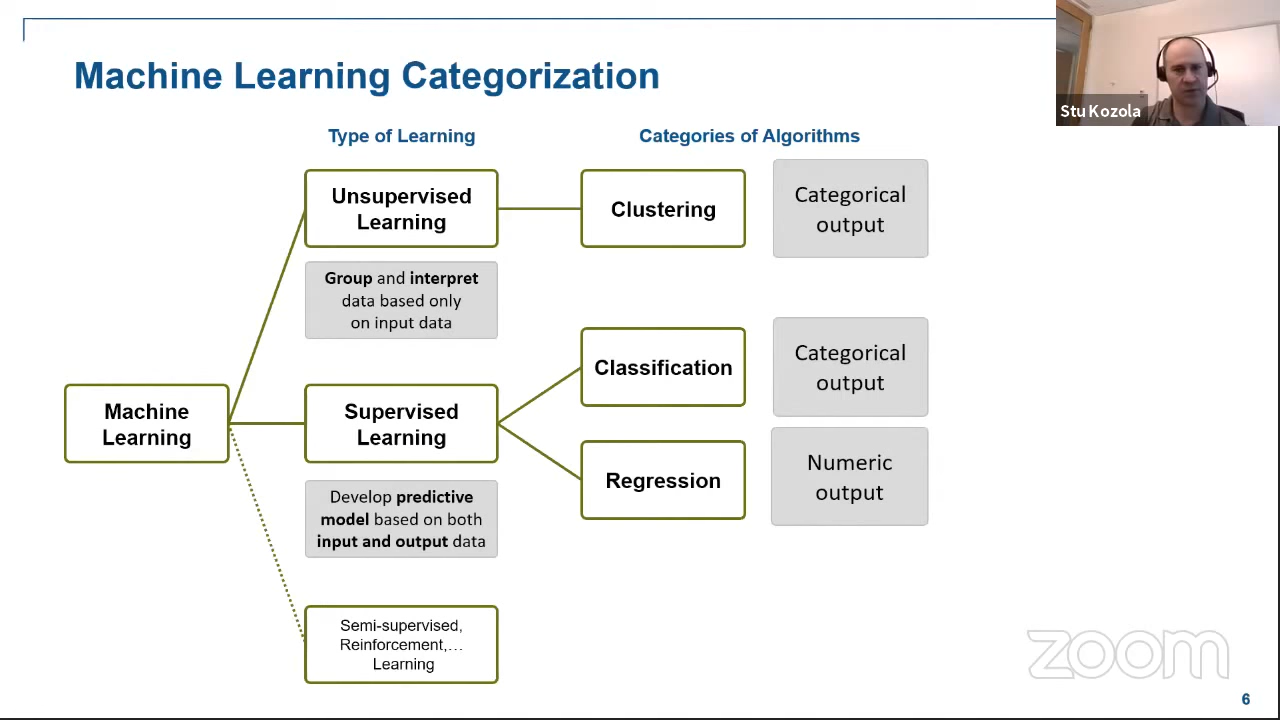 Machine Learning Categorization
Stu Kozola
Type of Learning
Categories of Algorithms
Unsupervised
Learning
Clustering
Categorical
output
Group and interpret
data based only
on input data
Classification
Categorical
output
Machine
Learning
Supervised
Learning
Regression
Numeric
output
Develop predictive
model based on both
input and output data
Semi-supervised,
Reinforcement,…
Learning
zoom
6